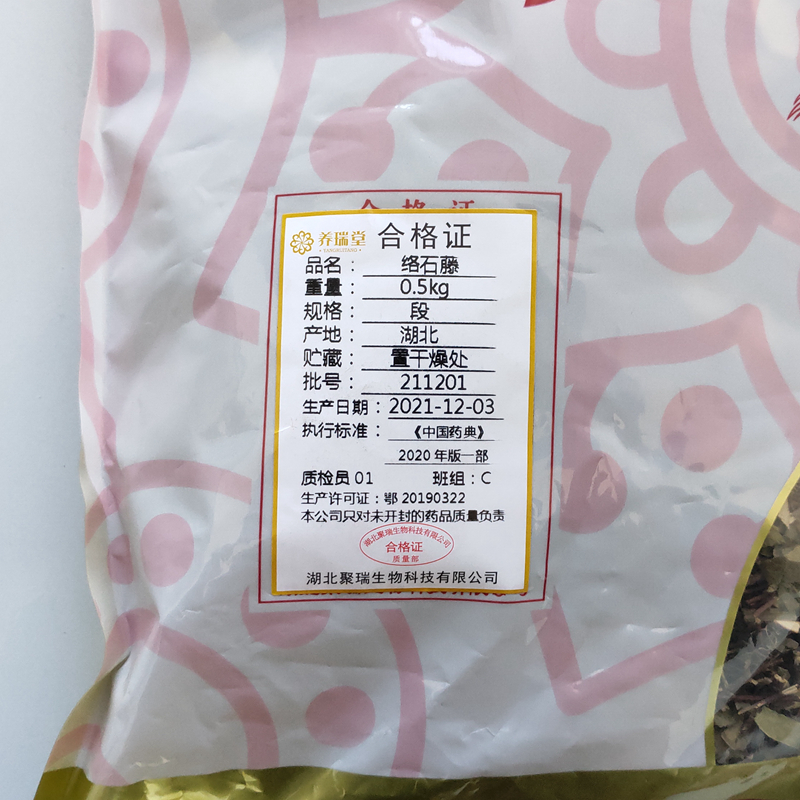 合格证
养瑞堂
合格证
·YANGRUITANG·
品名：络石藤
重量：0.5kg
规格：段
产地：湖北
贮藏：置干燥处
批号：211201
生产日期：2021-12-03
执行标准：《中国药典》
2020年版一部
质检员 01 班组：C
生产许可证：鄂 20190322
本公司只对未开封的药品质量负责
湖北聚瑞生物科技有限公司
合格证
质量部
湖北聚瑞生物科技有限公司